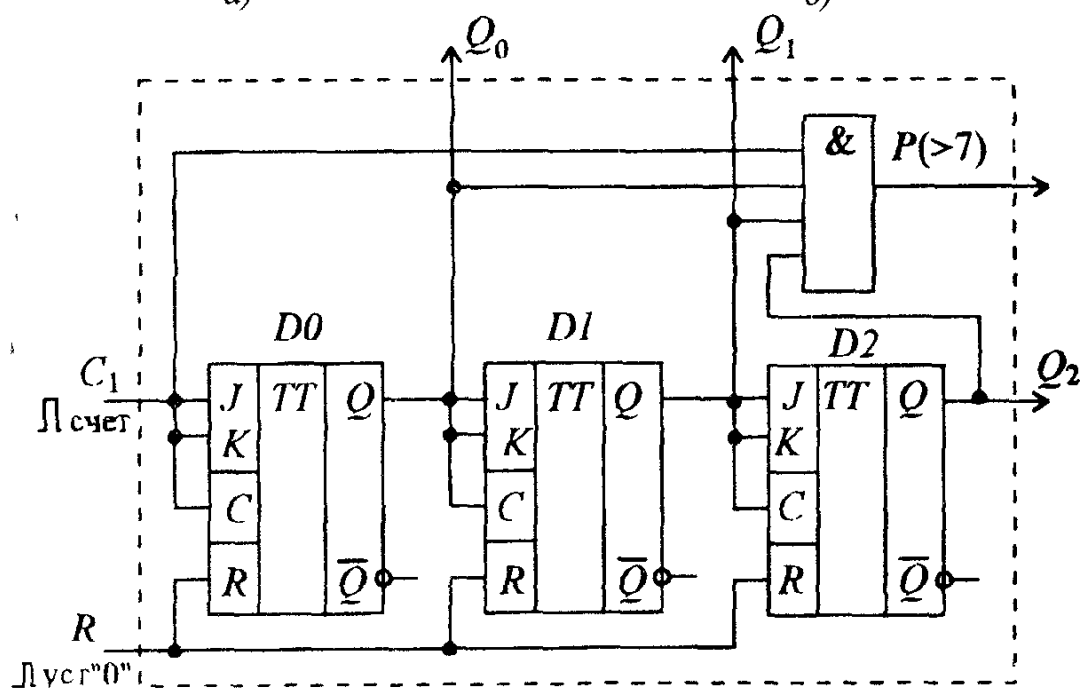 а) б)
Q₀ Q₁
& P(>7)
D0 D1 D2
C₁ Q₂
J TT Q J TT Q J TT Q
счет
K K K
C C C
R Q̅ R Q̅ R Q̅
R
уст"0"